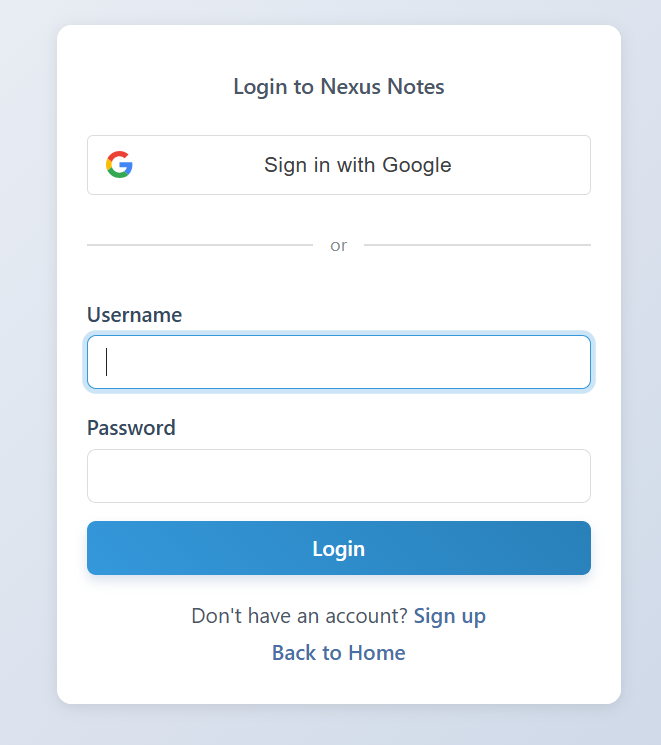 Login to Nexus Notes
Sign in with Google
or
Username
Password
Login
Don't have an account? Sign up
Back to Home